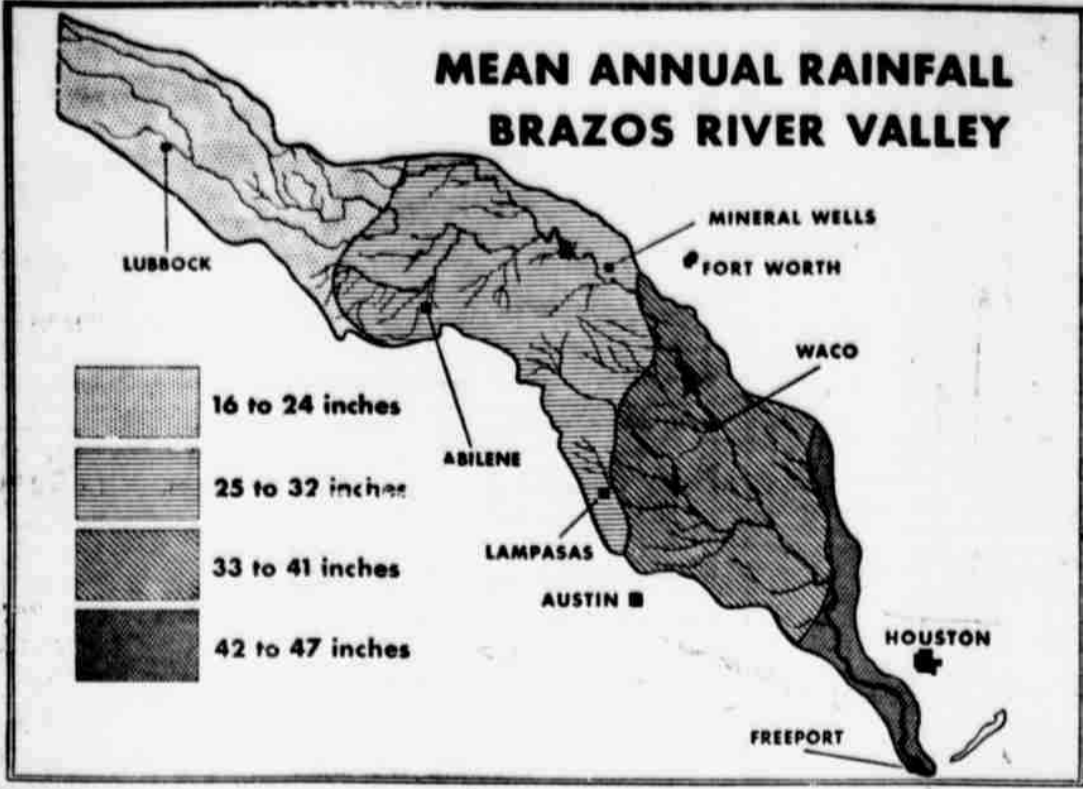 MEAN ANNUAL RAINFALL
BRAZOS RIVER VALLEY
MINERAL WELLS
FORT WORTH
LUBBOCK
WACO
16 to 24 inches
ABILENE
25 to 32 inches
LAMPASAS
33 to 41 inches
AUSTIN
HOUSTON
42 to 47 inches
FREEPORT